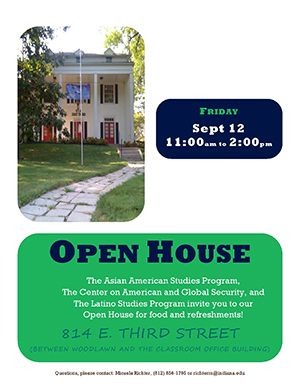 FRIDAY
Sept 12
11:00am to 2:00pm
OPEN HOUSE
The Asian American Studies Program,
The Center on American and Global Security, and
The Latino Studies Program invite you to our
Open House for food and refreshments!
814 E. THIRD STREET
(BETWEEN WOODLAWN AND THE CLASSROOM OFFICE BUILDING)
Questions, please contact: Micaela Richter, (812) 856-1795 or richterm@indiana.edu